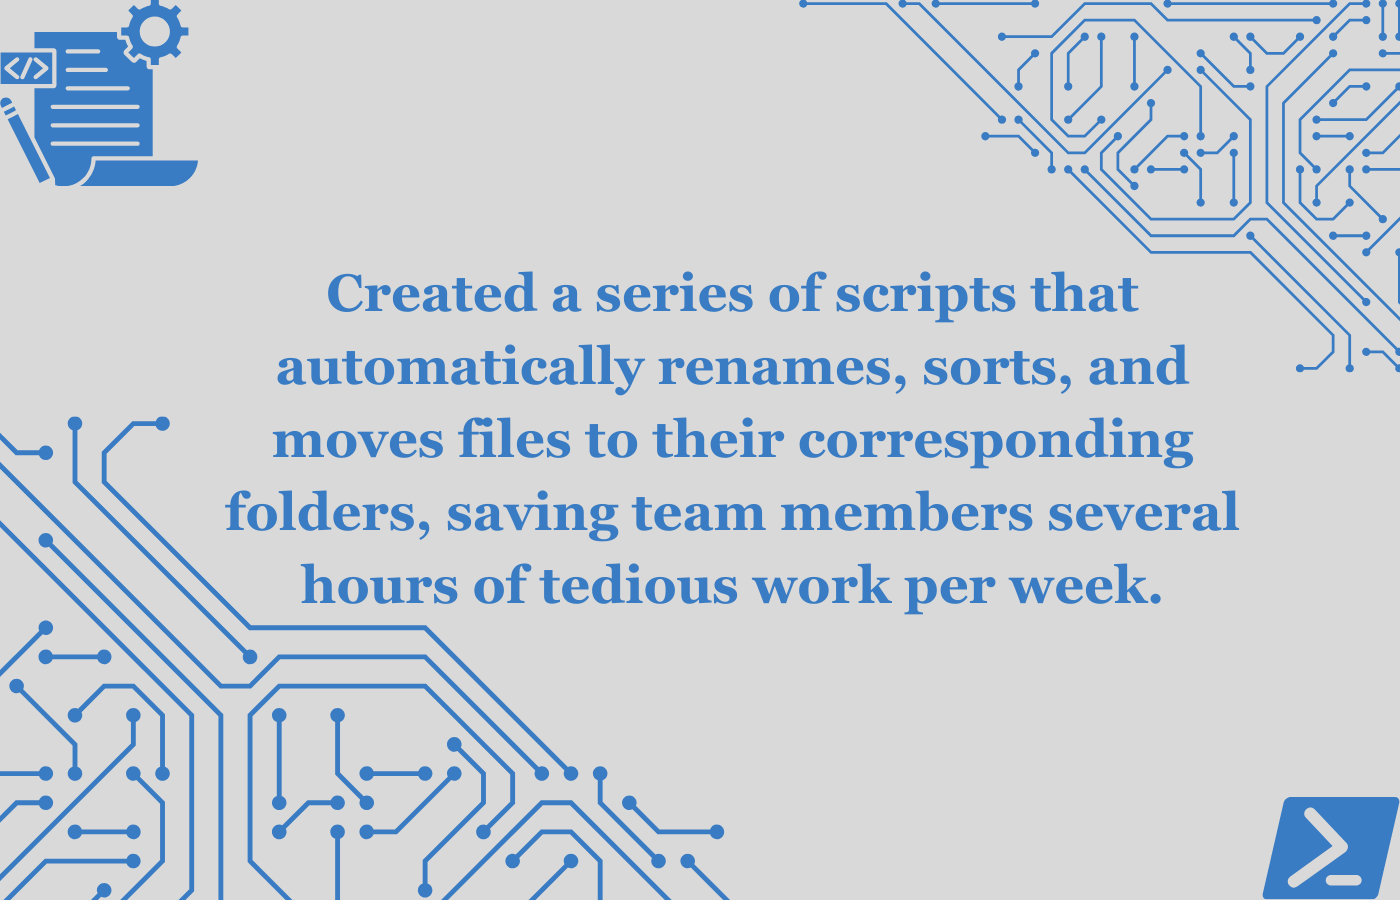 Created a series of scripts that
automatically renames, sorts, and
moves files to their corresponding
folders, saving team members several
hours of tedious work per week.